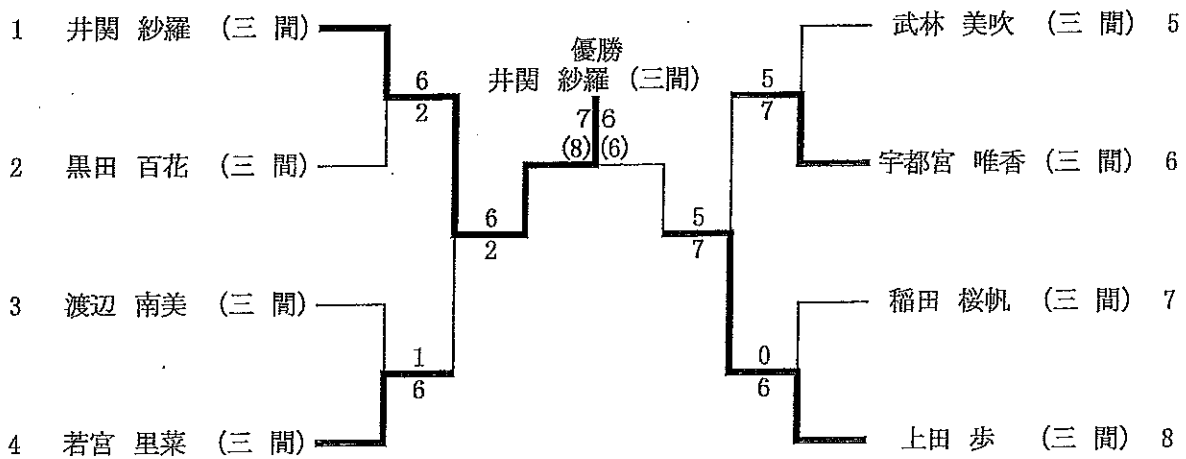 1 井関 紗羅 (三 間)
武林 美吹 (三 間) 5
優勝
井関 紗羅 (三間)
6
2
5
7
7 6
(8) (6)
2 黒田 百花 (三 間)
宇都宮 唯香 (三 間) 6
6
2
5
7
3 渡辺 南美 (三 間)
稲田 桜帆 (三 間) 7
1
6
0
6
4 若宮 里菜 (三 間)
上田 歩 (三 間) 8